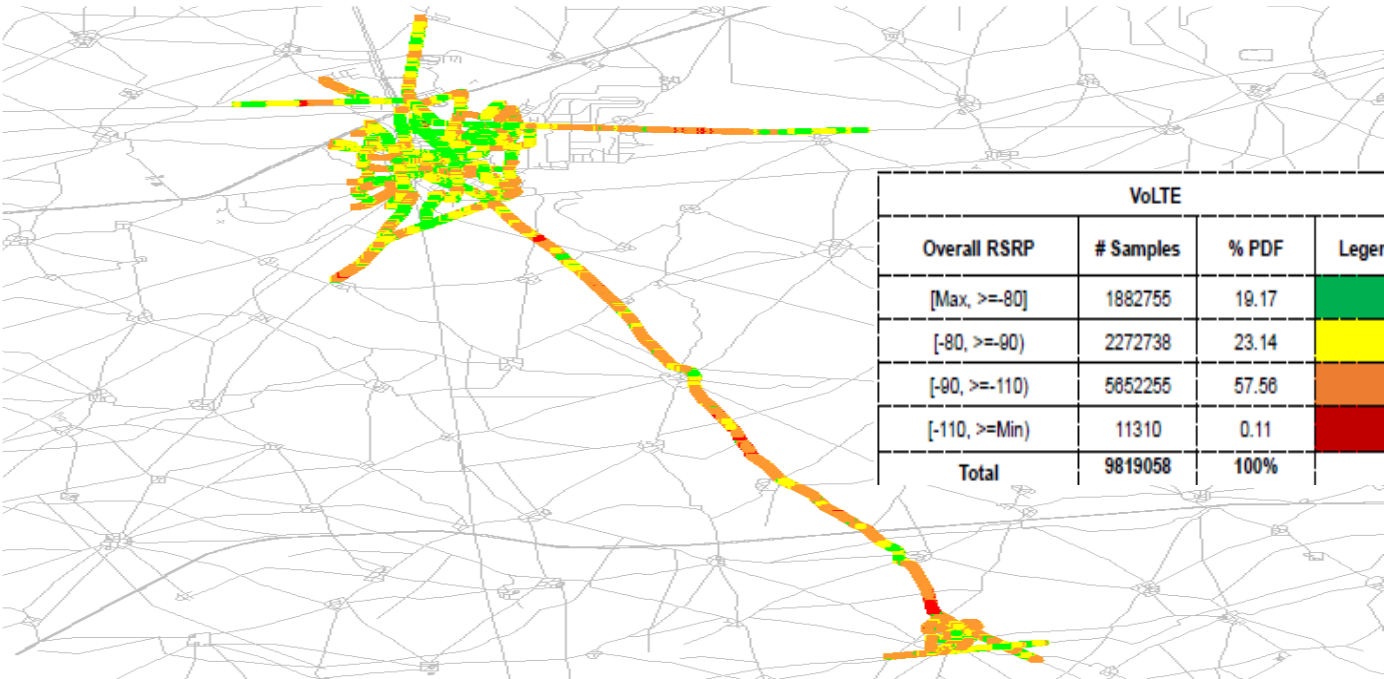 VoLTE
Overall RSRP # Samples % PDF Legen
[Max, >=-80] 1882755 19.17
[-80, >=-90) 2272738 23.14
[-90, >=-110) 5652255 57.56
[-110, >=Min) 11310 0.11
Total 9819058 100%